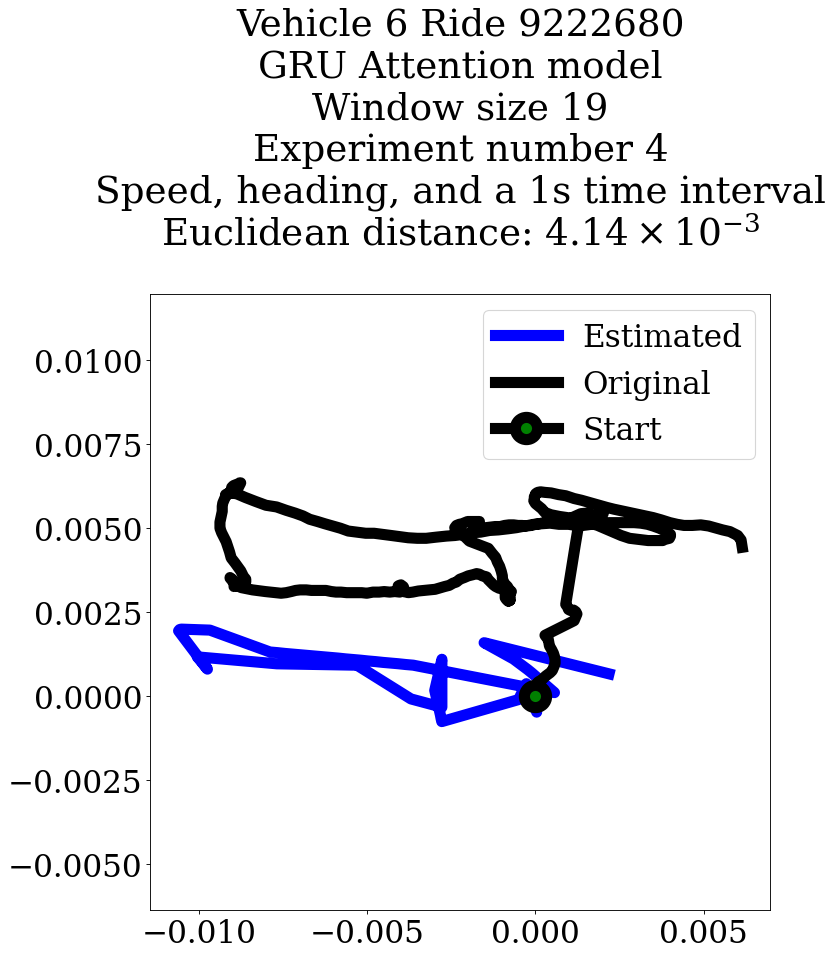 Vehicle 6 Ride 9222680
GRU Attention model
Window size 19
Experiment number 4
Speed, heading, and a 1s time interval
Euclidean distance: 4.14 × 10⁻³
Estimated
Original
Start
0.0100
0.0075
0.0050
0.0025
0.0000
−0.0025
−0.0050
−0.010 −0.005 0.000 0.005